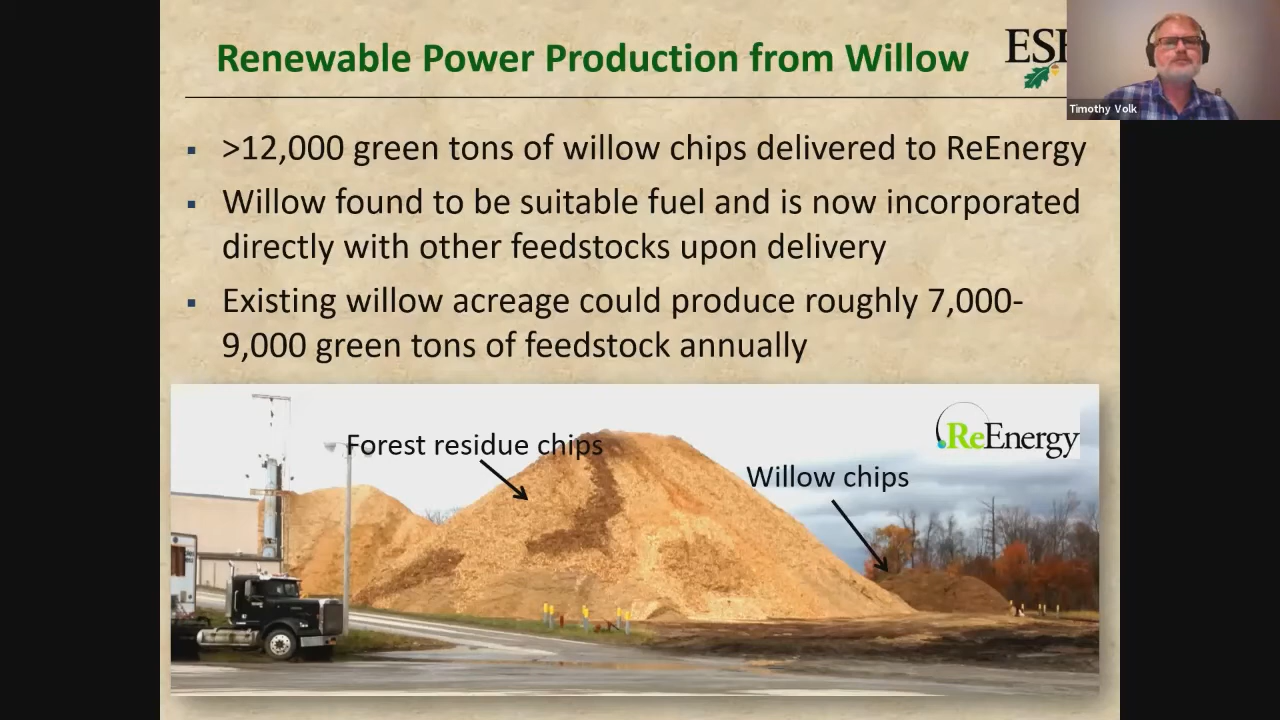 Renewable Power Production from Willow
ES
Timothy Volk
>12,000 green tons of willow chips delivered to ReEnergy
Willow found to be suitable fuel and is now incorporated
directly with other feedstocks upon delivery
Existing willow acreage could produce roughly 7,000-
9,000 green tons of feedstock annually
Forest residue chips
ReEnergy
Willow chips